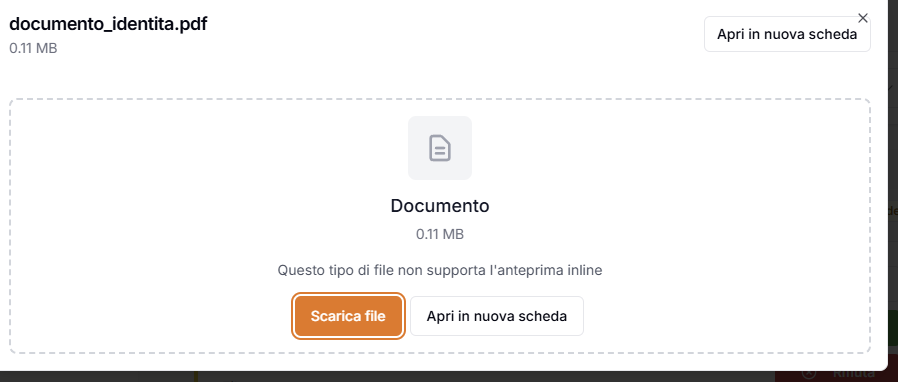 documento_identita.pdf
0.11 MB
Apri in nuova scheda
Documento
0.11 MB
Questo tipo di file non supporta l'anteprima inline
Scarica file
Apri in nuova scheda
Rifiuta